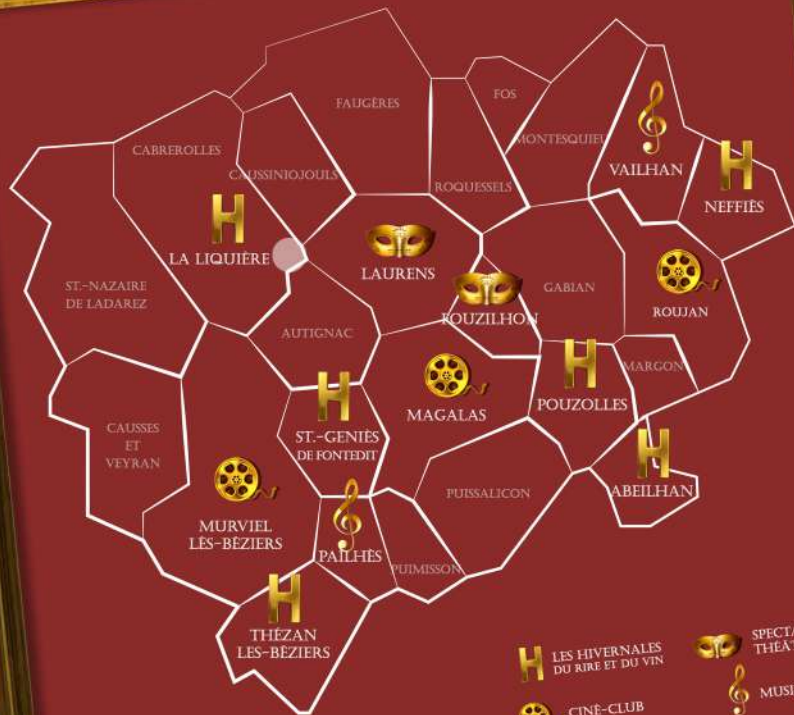 FAUGÈRES
FOS
MONTESQUIEU
CABREROLLES
CAUSSINIOJOULS
ROQUESSELS
VAILHAN
H
NEFFIÈS
H
LA LIQUIÈRE
LAURENS
ST.-NAZAIRE
DE LADAREZ
GABIAN
ROUJAN
POUZILHON
AUTIGNAC
H
MARGON
H
POUZOLLES
MAGALAS
CAUSSES
ET
VEYRAN
ST.-GENIÈS
DE FONTEDIT
H
ABEILHAN
PUISSALICON
MURVIEL
LÈS-BÉZIERS
PAILHÈS
PUIMISSON
H
THÉZAN
LES-BÉZIERS
H
LES HIVERNALES
DU RIRE ET DU VIN
CINÉ-CLUB